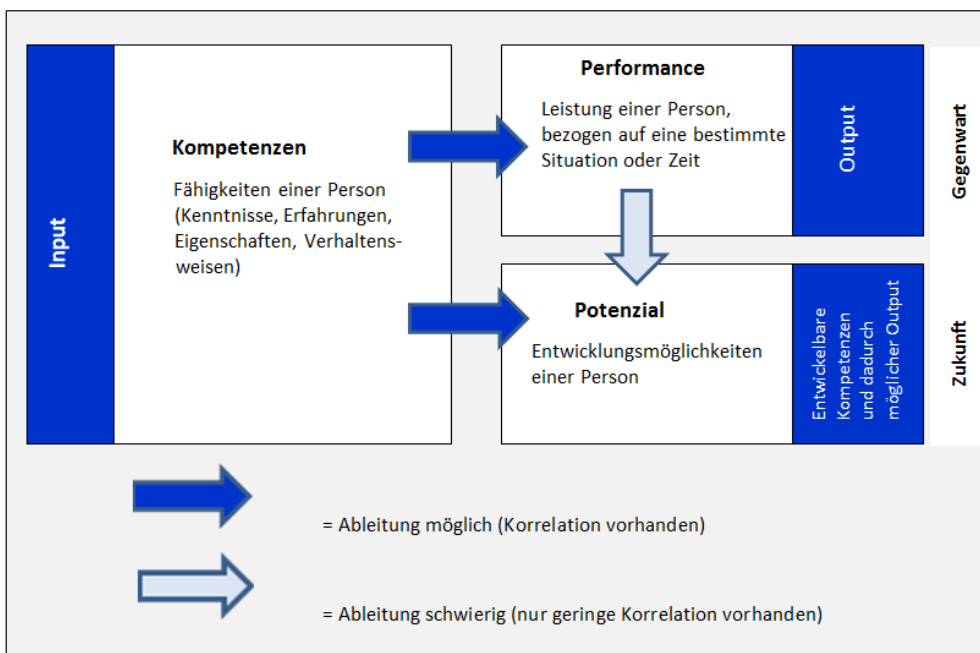 Input
Kompetenzen
Fähigkeiten einer Person
(Kenntnisse, Erfahrungen,
Eigenschaften, Verhaltens-
weisen)
Performance
Leistung einer Person,
bezogen auf eine bestimmte
Situation oder Zeit
Output
Gegenwart
Potenzial
Entwicklungsmöglichkeiten
einer Person
Entwickelbare
Kompetenzen
und dadurch
möglicher Output
Zukunft
= Ableitung möglich (Korrelation vorhanden)
= Ableitung schwierig (nur geringe Korrelation vorhanden)